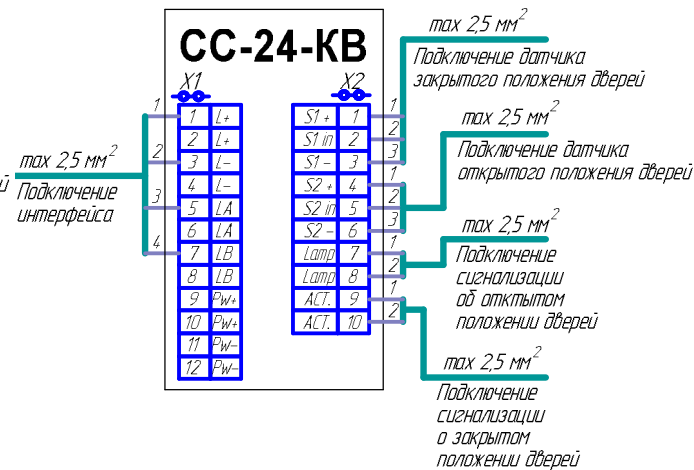 СС-24-КВ
X1
X2
1 L+
2 L+
3 L-
4 L-
5 LA
6 LA
7 LB
8 LB
9 Pw+
10 Pw+
11 Pw-
12 Pw-
S1 + 1
S1 in 2
S1 - 3
S2 + 4
S2 in 5
S2 - 6
Lamp 7
Lamp 8
АСТ. 9
АСТ. 10
1
2
3
4
й
max 2,5 мм²
Подключение
интерфейса
1
2
3
max 2,5 мм²
Подключение датчика
закрытого положения дверей
1
2
3
max 2,5 мм²
Подключение датчика
открытого положения дверей
1
2
max 2,5 мм²
Подключение
сигнализации
об откпытом
положении дверей
1
2
max 2,5 мм²
Подключение
сигнализации
о закрытом
положении дверей